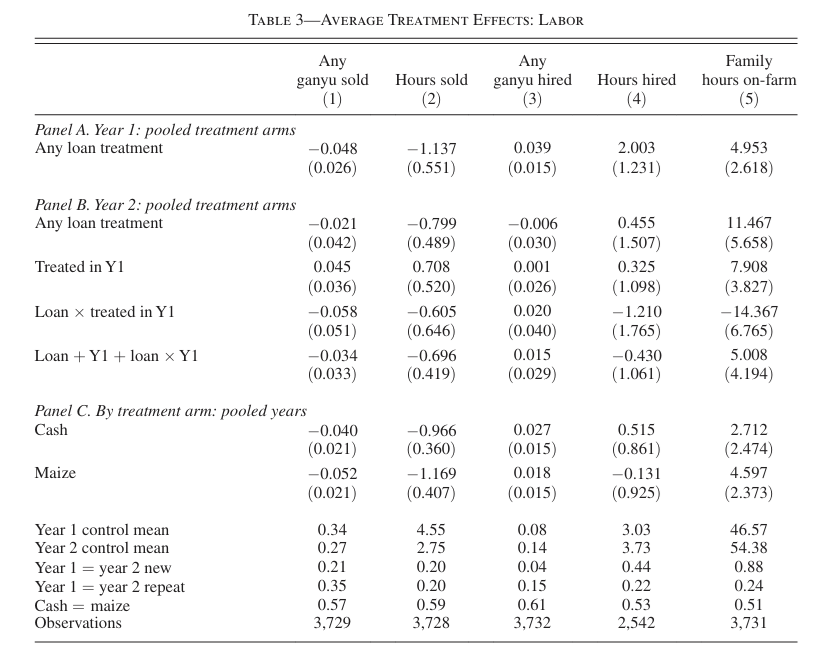 TABLE 3—AVERAGE TREATMENT EFFECTS: LABOR
Any Any Family
ganyu sold Hours sold ganyu hired Hours hired hours on-farm
(1) (2) (3) (4) (5)
Panel A. Year 1: pooled treatment arms
Any loan treatment −0.048 −1.137 0.039 2.003 4.953
(0.026) (0.551) (0.015) (1.231) (2.618)
Panel B. Year 2: pooled treatment arms
Any loan treatment −0.021 −0.799 −0.006 0.455 11.467
(0.042) (0.489) (0.030) (1.507) (5.658)
Treated in Y1 0.045 0.708 0.001 0.325 7.908
(0.036) (0.520) (0.026) (1.098) (3.827)
Loan × treated in Y1 −0.058 −0.605 0.020 −1.210 −14.367
(0.051) (0.646) (0.040) (1.765) (6.765)
Loan + Y1 + loan × Y1 −0.034 −0.696 0.015 −0.430 5.008
(0.033) (0.419) (0.029) (1.061) (4.194)
Panel C. By treatment arm: pooled years
Cash −0.040 −0.966 0.027 0.515 2.712
(0.021) (0.360) (0.015) (0.861) (2.474)
Maize −0.052 −1.169 0.018 −0.131 4.597
(0.021) (0.407) (0.015) (0.925) (2.373)
Year 1 control mean 0.34 4.55 0.08 3.03 46.57
Year 2 control mean 0.27 2.75 0.14 3.73 54.38
Year 1 = year 2 new 0.21 0.20 0.04 0.44 0.88
Year 1 = year 2 repeat 0.35 0.20 0.15 0.22 0.24
Cash = maize 0.57 0.59 0.61 0.53 0.51
Observations 3,729 3,728 3,732 2,542 3,731